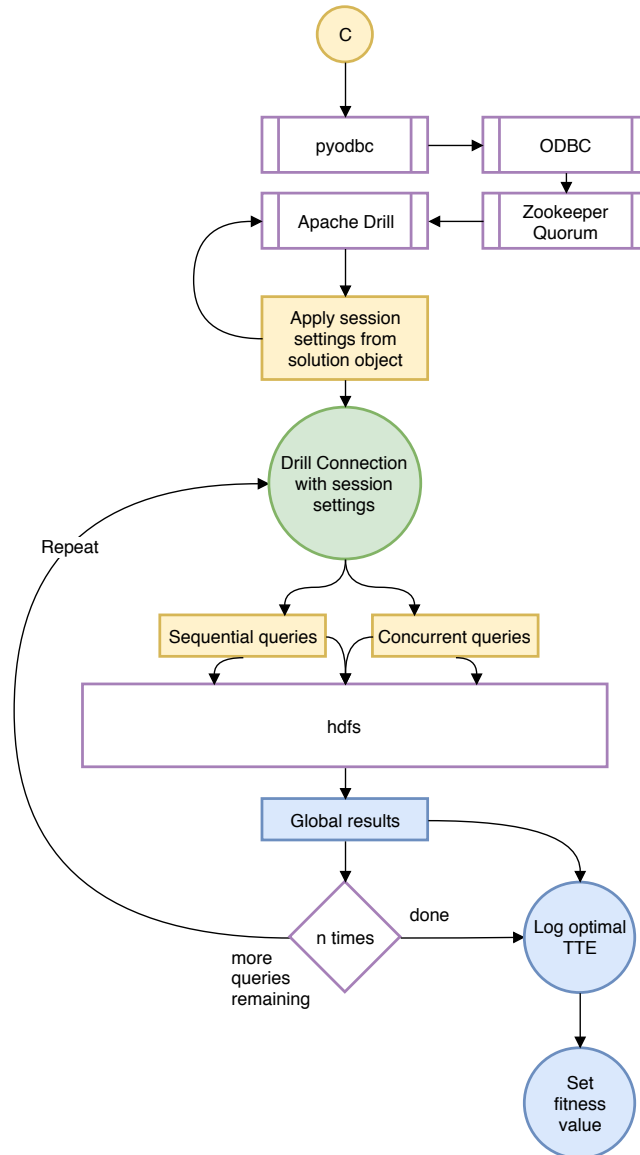 C
pyodbc
ODBC
Apache Drill
Zookeeper
Quorum
Apply session
settings from
solution object
Drill Connection
with session
settings
Repeat
Sequential queries
Concurrent queries
hdfs
Global results
n times
done
more
queries
remaining
Log optimal
TTE
Set
fitness
value